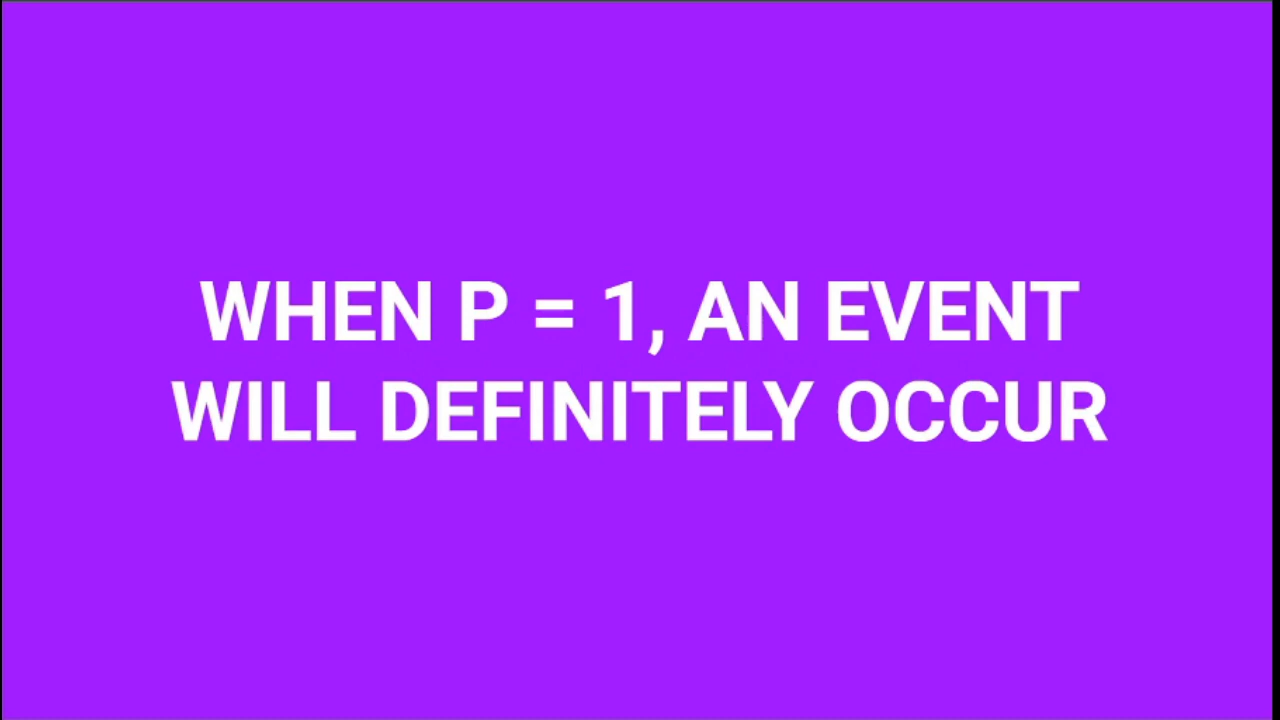 WHEN P = 1, AN EVENT
WILL DEFINITELY OCCUR